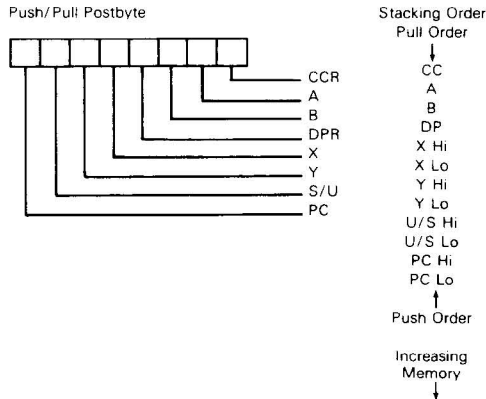 Push/Pull Postbyte
CCR
A
B
DPR
X
Y
S/U
PC
Stacking Order
Pull Order
CC
A
B
DP
X Hi
X Lo
Y Hi
Y Lo
U/S Hi
U/S Lo
PC Hi
PC Lo
Push Order
Increasing
Memory